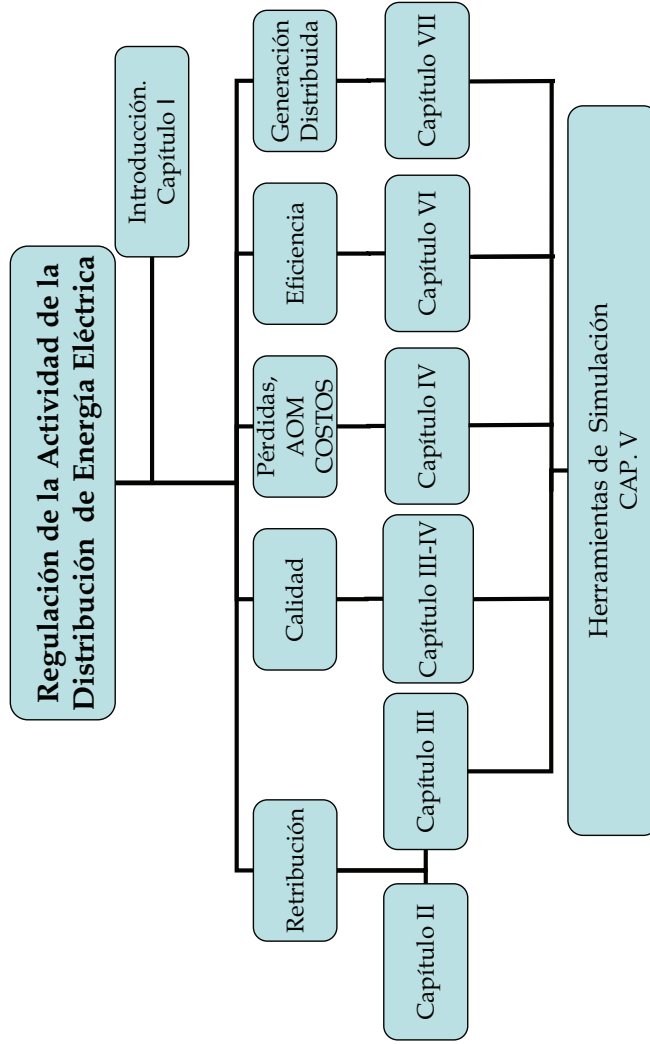 Regulación de la Actividad de la
Distribución de Energía Eléctrica
Introducción.
Capítulo I
Retribución
Calidad
Pérdidas,
AOM
COSTOS
Eficiencia
Generación
Distribuida
Capítulo II
Capítulo III
Capítulo III-IV
Capítulo IV
Capítulo VI
Capítulo VII
Herramientas de Simulación
CAP. V